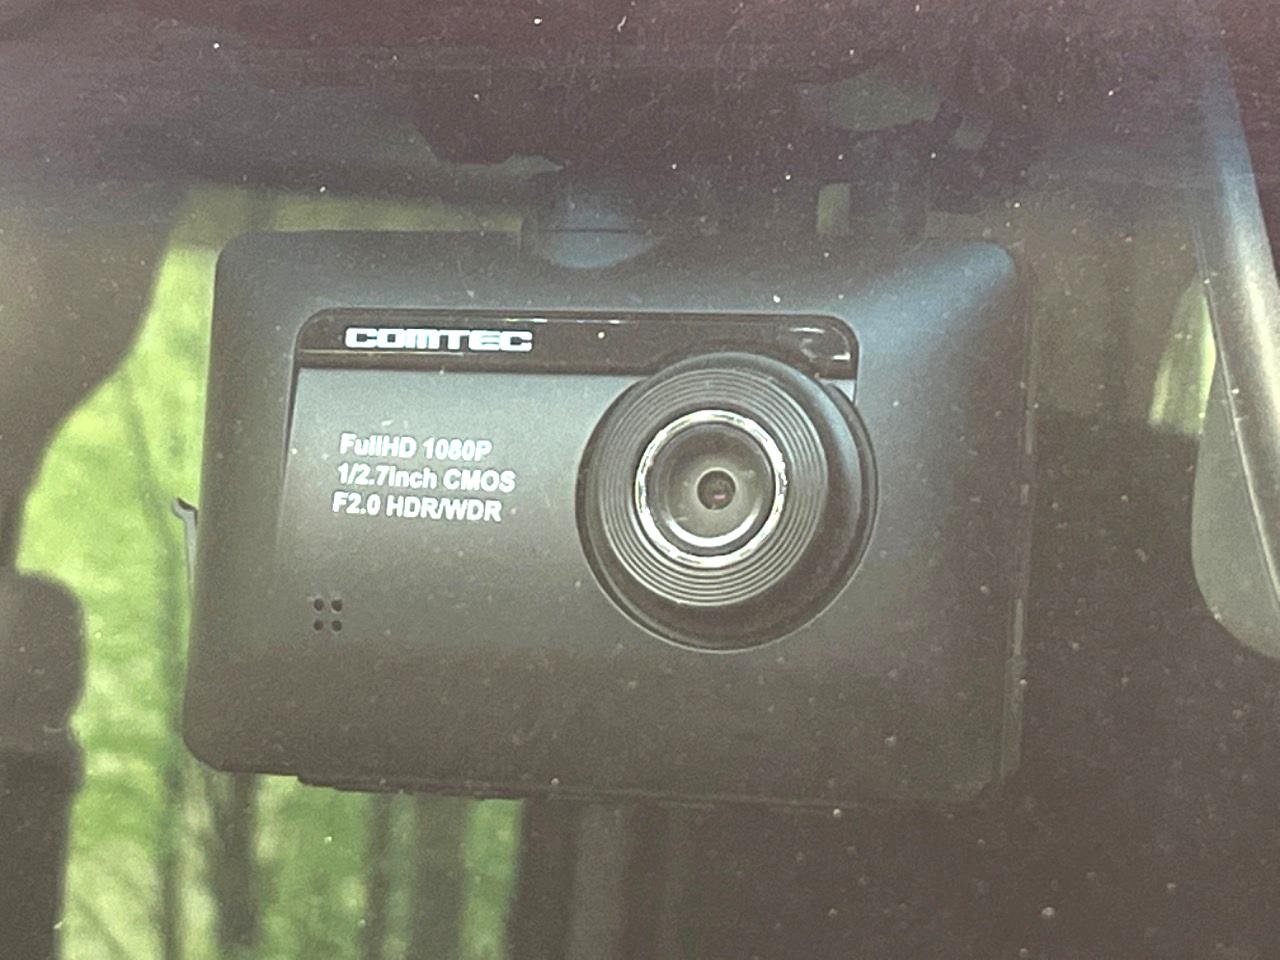 COMTEC
FullHD 1080P
1/2.7inch CMOS
F2.0 HDR/WDR